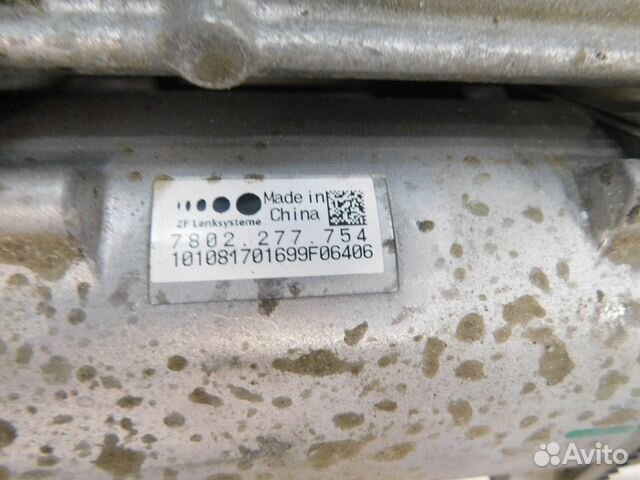 Made in
China
ZF Lenksysteme
7802.277.754
101081701699F06406
Avito